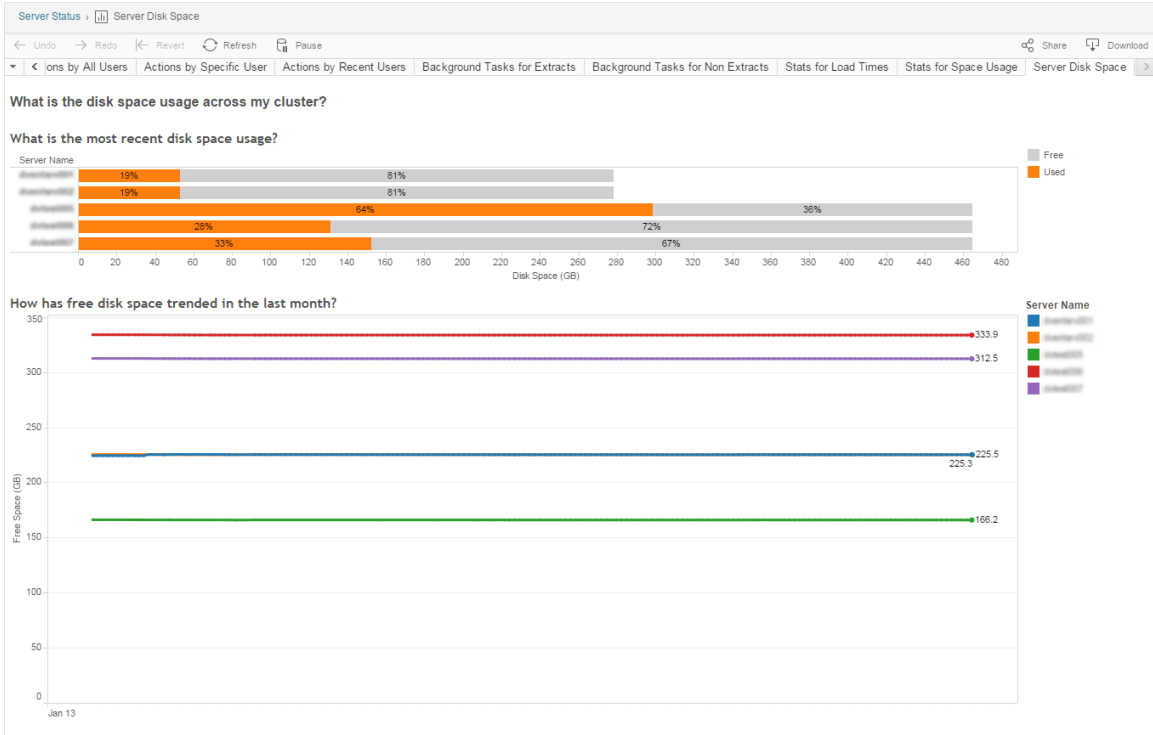 Server Status › Server Disk Space
Undo Redo Revert Refresh Pause Share Download
ons by All Users Actions by Specific User Actions by Recent Users Background Tasks for Extracts Background Tasks for Non Extracts Stats for Load Times Stats for Space Usage Server Disk Space
What is the disk space usage across my cluster?
What is the most recent disk space usage?
Server Name
Free
Used
19% 81%
19% 81%
64% 36%
28% 72%
33% 67%
0 20 40 60 80 100 120 140 160 180 200 220 240 260 280 300 320 340 360 380 400 420 440 460 480
Disk Space (GB)
How has free disk space trended in the last month?
Server Name
350
333.9
312.5
300
250
225.5
225.3
200
Free Space (GB)
166.2
150
100
50
0
Jan 13